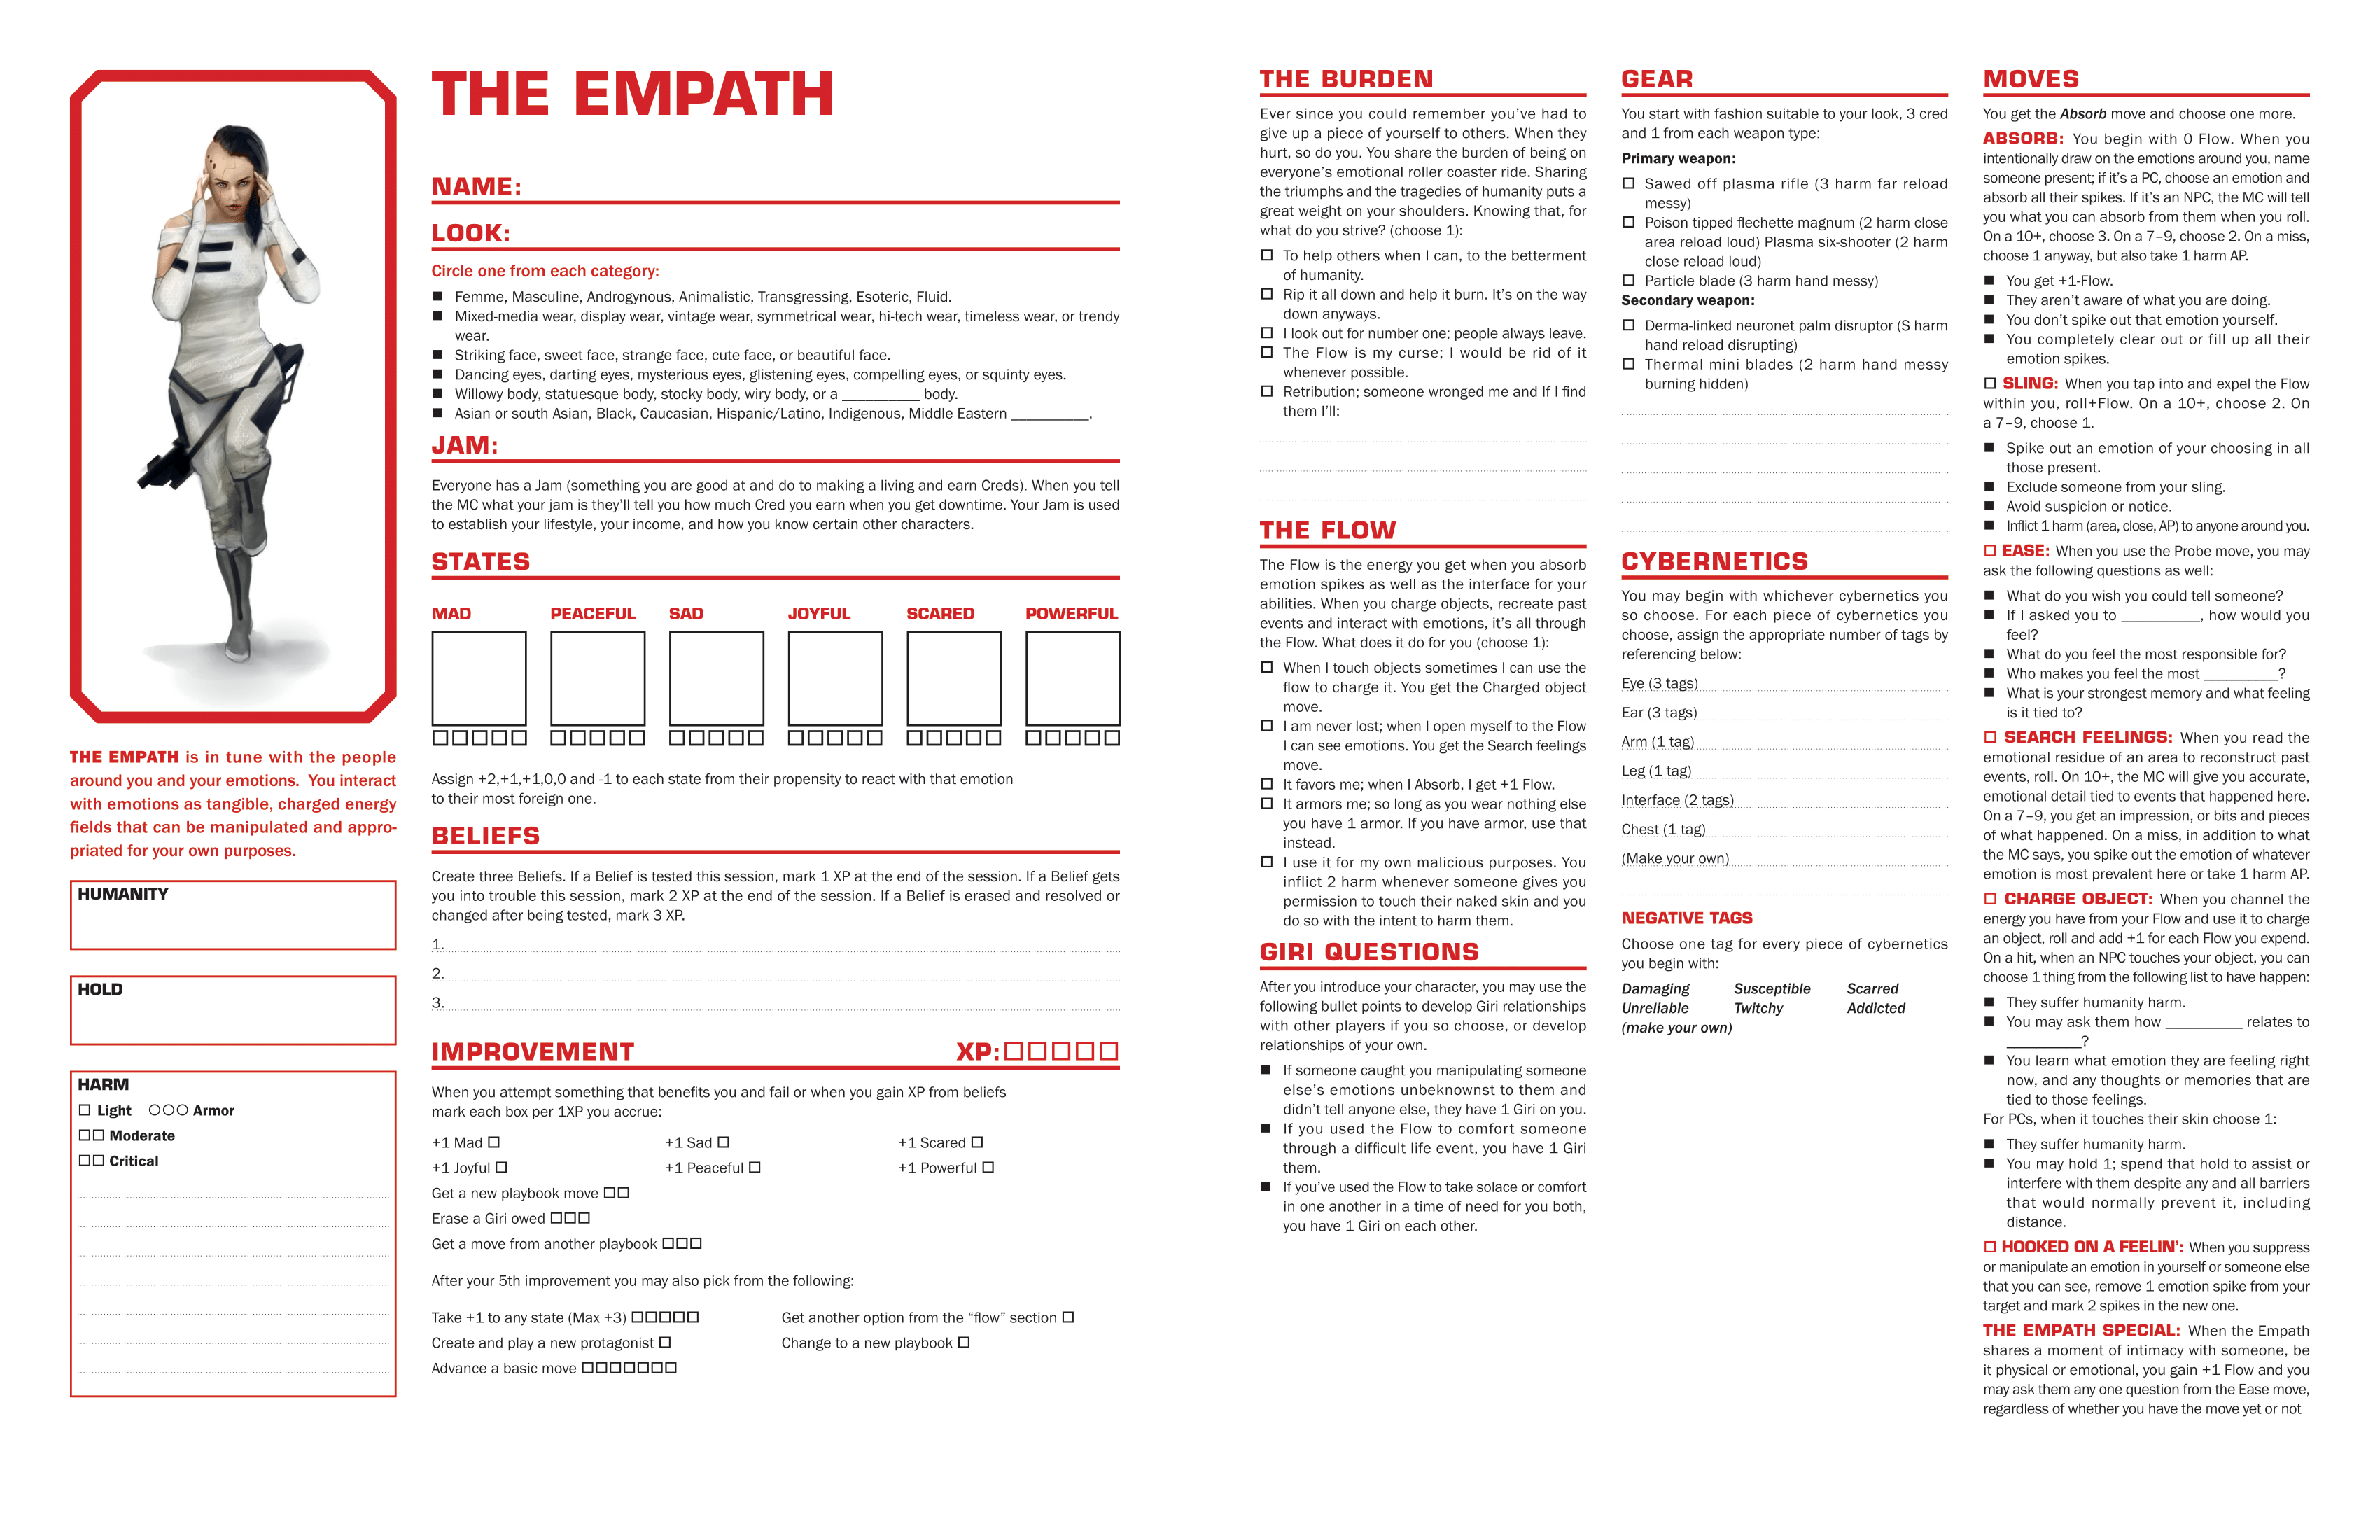 THE EMPATH is in tune with the people
around you and your emotions. You interact
with emotions as tangible, charged energy
fields that can be manipulated and appro-
priated for your own purposes.
HUMANITY
HOLD
HARM
Light Armor
Moderate
Critical
THE EMPATH
NAME:
LOOK:
Circle one from each category:
Femme, Masculine, Androgynous, Animalistic, Transgressing, Esoteric, Fluid.
Mixed-media wear, display wear, vintage wear, symmetrical wear, hi-tech wear, timeless wear, or trendy
wear.
Striking face, sweet face, strange face, cute face, or beautiful face.
Dancing eyes, darting eyes, mysterious eyes, glistening eyes, compelling eyes, or squinty eyes.
Willowy body, statuesque body, stocky body, wiry body, or a __________ body.
Asian or south Asian, Black, Caucasian, Hispanic/Latino, Indigenous, Middle Eastern __________.
JAM:
Everyone has a Jam (something you are good at and do to making a living and earn Creds). When you tell
the MC what your jam is they'll tell you how much Cred you earn when you get downtime. Your Jam is used
to establish your lifestyle, your income, and how you know certain other characters.
STATES
MAD PEACEFUL SAD JOYFUL SCARED POWERFUL
Assign +2,+1,+1,0,0 and -1 to each state from their propensity to react with that emotion
to their most foreign one.
BELIEFS
Create three Beliefs. If a Belief is tested this session, mark 1 XP at the end of the session. If a Belief gets
you into trouble this session, mark 2 XP at the end of the session. If a Belief is erased and resolved or
changed after being tested, mark 3 XP.
1.
2.
3.
IMPROVEMENT XP:
When you attempt something that benefits you and fail or when you gain XP from beliefs
mark each box per 1XP you accrue:
+1 Mad +1 Sad +1 Scared
+1 Joyful +1 Peaceful +1 Powerful
Get a new playbook move
Erase a Giri owed
Get a move from another playbook
After your 5th improvement you may also pick from the following:
Take +1 to any state (Max +3) Get another option from the “flow” section
Create and play a new protagonist Change to a new playbook
Advance a basic move
THE BURDEN
Ever since you could remember you've had to
give up a piece of yourself to others. When they
hurt, so do you. You share the burden of being on
everyone's emotional roller coaster ride. Sharing
the triumphs and the tragedies of humanity puts a
great weight on your shoulders. Knowing that, for
what do you strive? (choose 1):
To help others when I can, to the betterment
of humanity.
Rip it all down and help it burn. It's on the way
down anyways.
I look out for number one; people always leave.
The Flow is my curse; I would be rid of it
whenever possible.
Retribution; someone wronged me and If I find
them I'll:
THE FLOW
The Flow is the energy you get when you absorb
emotion spikes as well as the interface for your
abilities. When you charge objects, recreate past
events and interact with emotions, it's all through
the Flow. What does it do for you (choose 1):
When I touch objects sometimes I can use the
flow to charge it. You get the Charged object
move.
I am never lost; when I open myself to the Flow
I can see emotions. You get the Search feelings
move.
It favors me; when I Absorb, I get +1 Flow.
It armors me; so long as you wear nothing else
you have 1 armor. If you have armor, use that
instead.
I use it for my own malicious purposes. You
inflict 2 harm whenever someone gives you
permission to touch their naked skin and you
do so with the intent to harm them.
GIRI QUESTIONS
After you introduce your character, you may use the
following bullet points to develop Giri relationships
with other players if you so choose, or develop
relationships of your own.
If someone caught you manipulating someone
else's emotions unbeknownst to them and
didn't tell anyone else, they have 1 Giri on you.
If you used the Flow to comfort someone
through a difficult life event, you have 1 Giri
them.
If you've used the Flow to take solace or comfort
in one another in a time of need for you both,
you have 1 Giri on each other.
GEAR
You start with fashion suitable to your look, 3 cred
and 1 from each weapon type:
Primary weapon:
Sawed off plasma rifle (3 harm far reload
messy)
Poison tipped flechette magnum (2 harm close
area reload loud) Plasma six-shooter (2 harm
close reload loud)
Particle blade (3 harm hand messy)
Secondary weapon:
Derma-linked neuronet palm disruptor (S harm
hand reload disrupting)
Thermal mini blades (2 harm hand messy
burning hidden)
CYBERNETICS
You may begin with whichever cybernetics you
so choose. For each piece of cybernetics you
choose, assign the appropriate number of tags by
referencing below:
Eye (3 tags)
Ear (3 tags)
Arm (1 tag)
Leg (1 tag)
Interface (2 tags)
Chest (1 tag)
(Make your own)
NEGATIVE TAGS
Choose one tag for every piece of cybernetics
you begin with:
Damaging Susceptible Scarred
Unreliable Twitchy Addicted
(make your own)
MOVES
You get the Absorb move and choose one more.
ABSORB: You begin with 0 Flow. When you
intentionally draw on the emotions around you, name
someone present; if it's a PC, choose an emotion and
absorb all their spikes. If it's an NPC, the MC will tell
you what you can absorb from them when you roll.
On a 10+, choose 3. On a 7–9, choose 2. On a miss,
choose 1 anyway, but also take 1 harm AP.
You get +1-Flow.
They aren't aware of what you are doing.
You don't spike out that emotion yourself.
You completely clear out or fill up all their
emotion spikes.
SLING: When you tap into and expel the Flow
within you, roll+Flow. On a 10+, choose 2. On
a 7–9, choose 1.
Spike out an emotion of your choosing in all
those present.
Exclude someone from your sling.
Avoid suspicion or notice.
Inflict 1 harm (area, close, AP) to anyone around you.
EASE: When you use the Probe move, you may
ask the following questions as well:
What do you wish you could tell someone?
If I asked you to __________, how would you
feel?
What do you feel the most responsible for?
Who makes you feel the most __________?
What is your strongest memory and what feeling
is it tied to?
SEARCH FEELINGS: When you read the
emotional residue of an area to reconstruct past
events, roll. On 10+, the MC will give you accurate,
emotional detail tied to events that happened here.
On a 7–9, you get an impression, or bits and pieces
of what happened. On a miss, in addition to what
the MC says, you spike out the emotion of whatever
emotion is most prevalent here or take 1 harm AP.
CHARGE OBJECT: When you channel the
energy you have from your Flow and use it to charge
an object, roll and add +1 for each Flow you expend.
On a hit, when an NPC touches your object, you can
choose 1 thing from the following list to have happen:
They suffer humanity harm.
You may ask them how __________ relates to
__________?
You learn what emotion they are feeling right
now, and any thoughts or memories that are
tied to those feelings.
For PCs, when it touches their skin choose 1:
They suffer humanity harm.
You may hold 1; spend that hold to assist or
interfere with them despite any and all barriers
that would normally prevent it, including
distance.
HOOKED ON A FEELIN': When you suppress
or manipulate an emotion in yourself or someone else
that you can see, remove 1 emotion spike from your
target and mark 2 spikes in the new one.
THE EMPATH SPECIAL: When the Empath
shares a moment of intimacy with someone, be
it physical or emotional, you gain +1 Flow and you
may ask them any one question from the Ease move,
regardless of whether you have the move yet or not